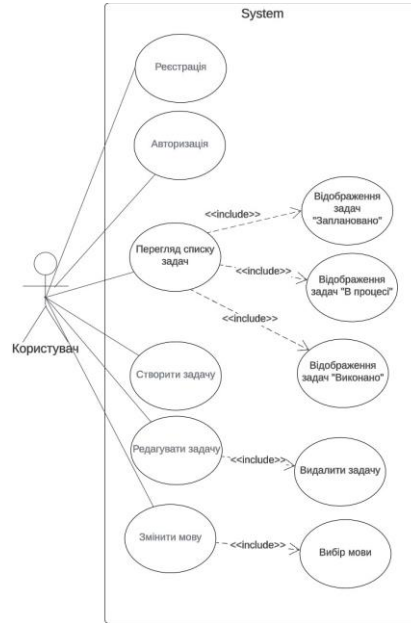 System
Реєстрація
Авторизація
<<include>>
Відображення
задач
"Заплановано"
Перегляд списку
задач
<<include>>
Відображення
задач "В процесі"
<<include>>
Користувач
Відображення
задач "Виконано"
Створити задачу
Редагувати задачу
<<include>>
Видалити задачу
Змінити мову
<<include>>
Вибір мови